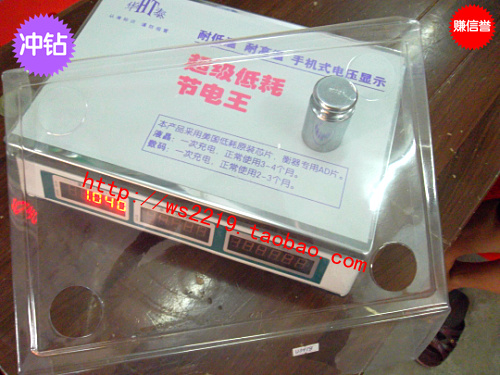 冲钻
赚信誉
华HT泰
耐低温 耐高温 手机式电压显示
超级低耗
节电王
本产品采用美国低耗原装芯片、衡器专用AD片。
液晶：一次充电，正常使用3-4个月。
数码：一次充电、正常使用2-3个月。
http://ws2219.taobao.com